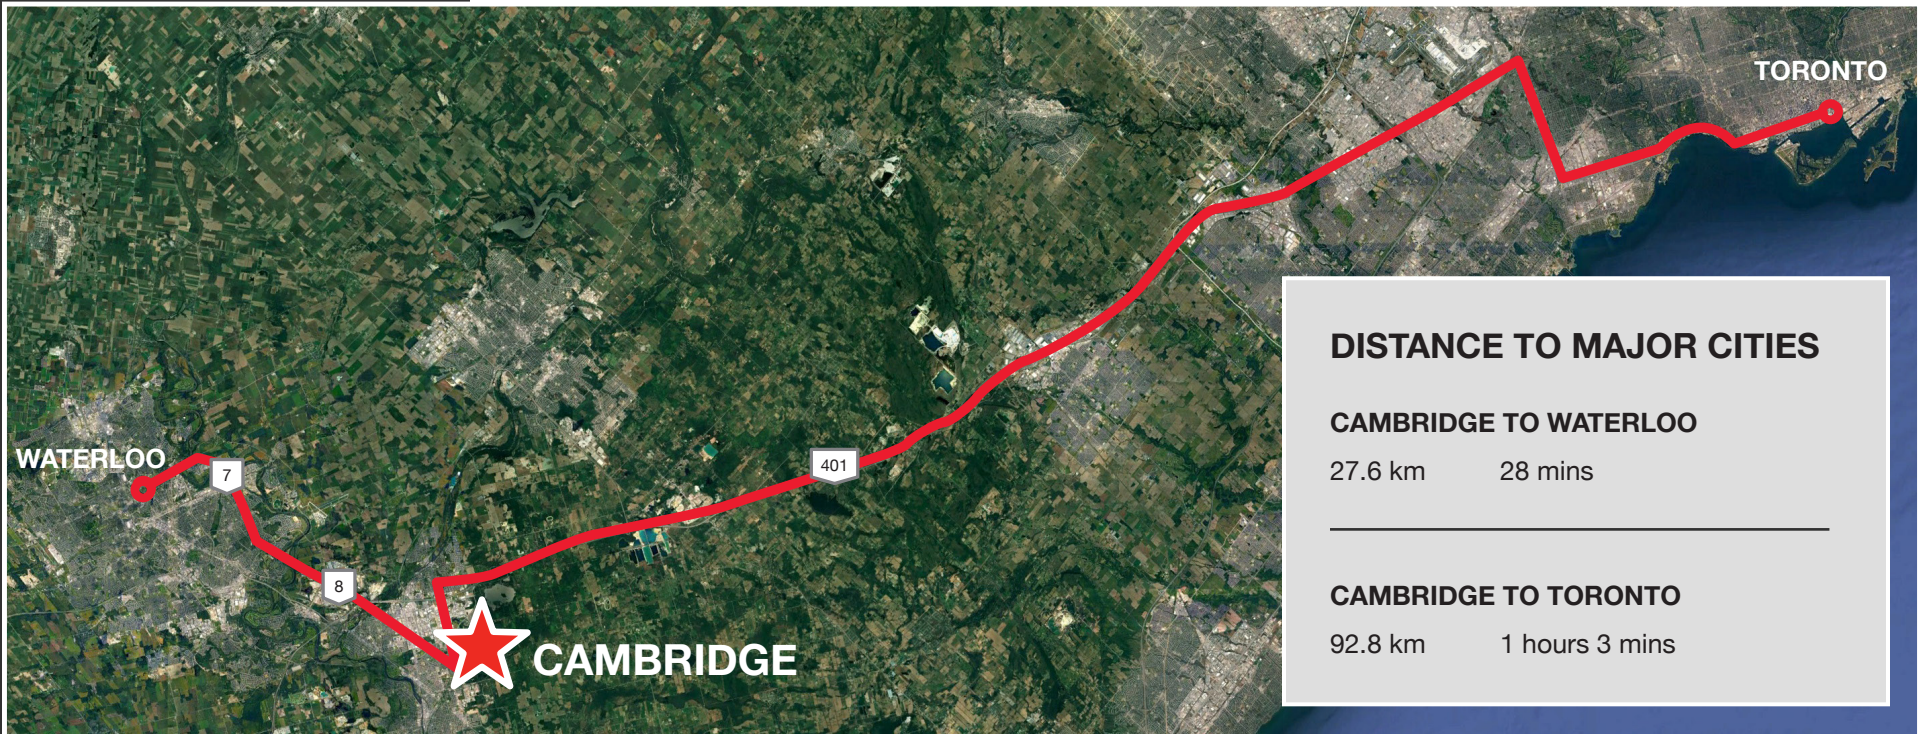 TORONTO
WATERLOO
7
401
8
CAMBRIDGE
DISTANCE TO MAJOR CITIES
CAMBRIDGE TO WATERLOO
27.6 km 28 mins
CAMBRIDGE TO TORONTO
92.8 km 1 hours 3 mins